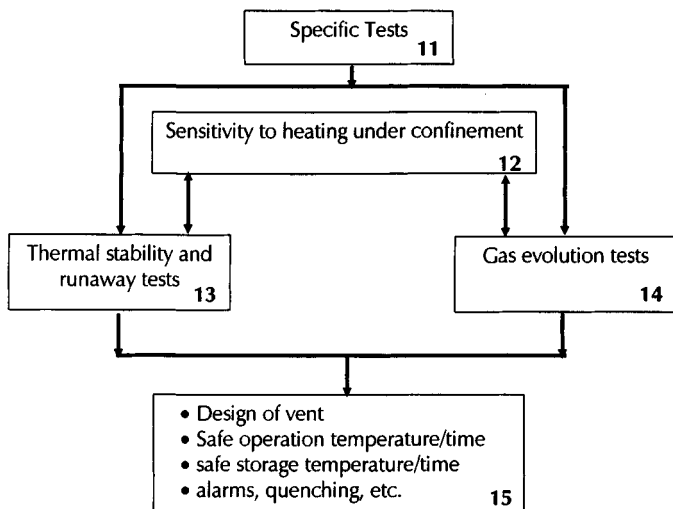 Specific Tests
11
Sensitivity to heating under confinement
12
Thermal stability and
runaway tests
13
Gas evolution tests
14
• Design of vent
• Safe operation temperature/time
• safe storage temperature/time
• alarms, quenching, etc.
15